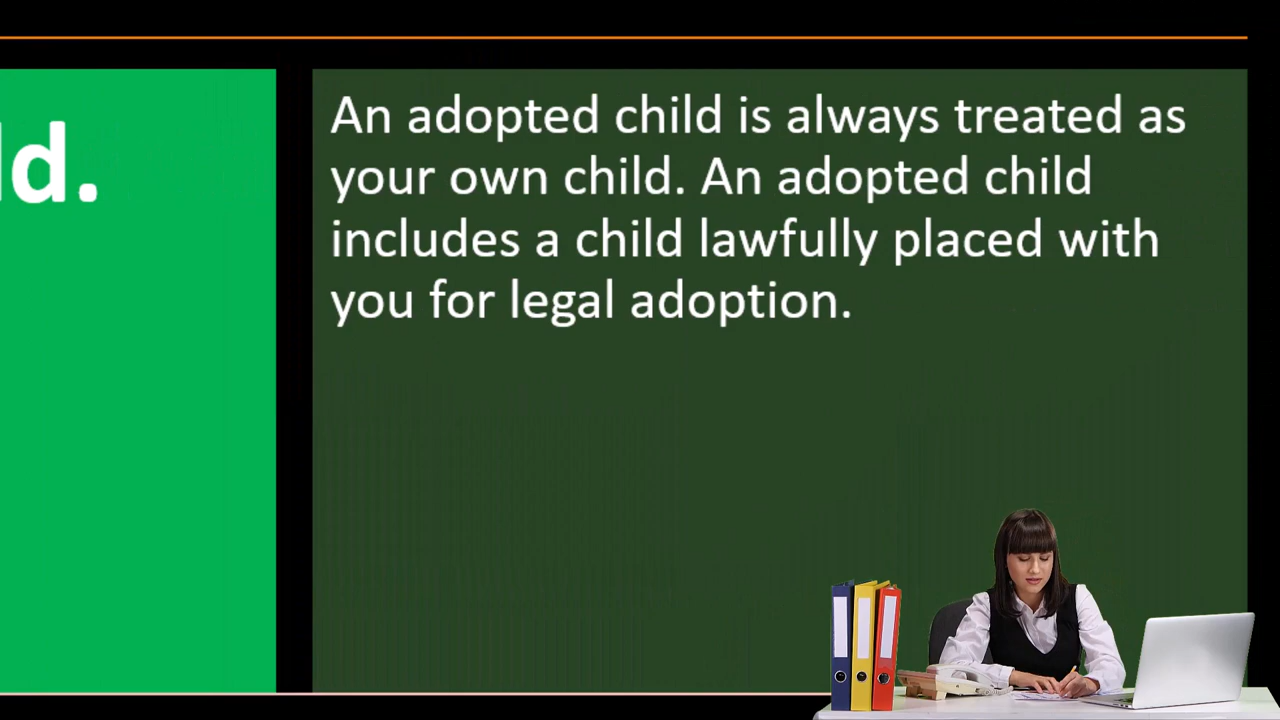 ld.
An adopted child is always treated as
your own child. An adopted child
includes a child lawfully placed with
you for legal adoption.